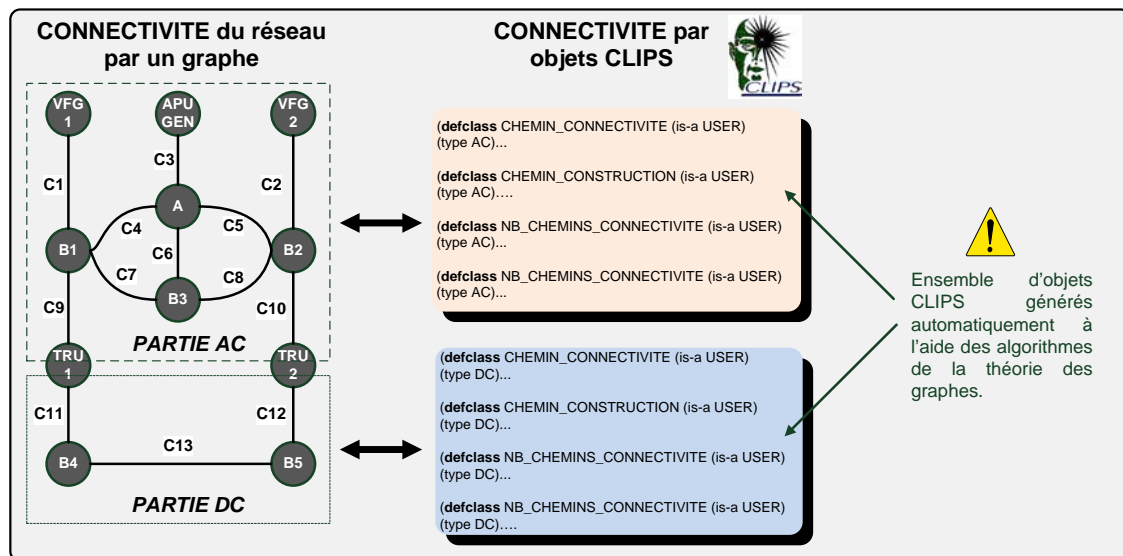 CONNECTIVITE du réseau
par un graphe
VFG
1
APU
GEN
VFG
2
C3
C1
C2
A
C4
C5
B1
C6
B2
C7
C8
B3
C9
C10
PARTIE AC
TRU
1
TRU
2
C11
C12
C13
B4
B5
PARTIE DC
CONNECTIVITE par
objets CLIPS
CLIPS
(defclass CHEMIN_CONNECTIVITE (is-a USER)
(type AC)...
(defclass CHEMIN_CONSTRUCTION (is-a USER)
(type AC)….
(defclass NB_CHEMINS_CONNECTIVITE (is-a USER)
(type AC)...
(defclass NB_CHEMINS_CONNECTIVITE (is-a USER)
(type AC)...
(defclass CHEMIN_CONNECTIVITE (is-a USER)
(type DC)...
(defclass CHEMIN_CONSTRUCTION (is-a USER)
(type DC)...
(defclass NB_CHEMINS_CONNECTIVITE (is-a USER)
(type DC)...
(defclass NB_CHEMINS_CONNECTIVITE (is-a USER)
(type DC)….
!
Ensemble d'objets
CLIPS générés
automatiquement à
l'aide des algorithmes
de la théorie des
graphes.